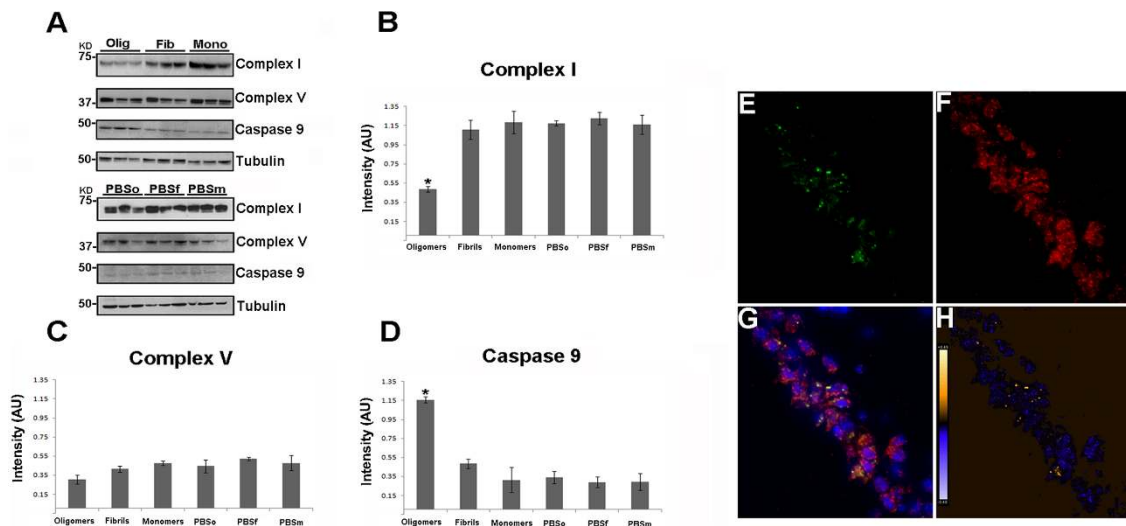 A
KD Olig Fib Mono
75- Complex I
37- Complex V
50- Caspase 9
50- Tubulin
KD PBSo PBSf PBSm
75- Complex I
37- Complex V
50- Caspase 9
50- Tubulin
B
Complex I
Intensity (AU)
1.35
1.15
0.95
0.75
0.55
0.35
0.15
*
Oligomers Fibrils Monomers PBSo PBSf PBSm
C
Complex V
Intensity (AU)
1.35
1.15
0.95
0.75
0.55
0.35
0.15
Oligomers Fibrils Monomers PBSo PBSf PBSm
D
Caspase 9
Intensity (AU)
1.35
1.15
0.95
0.75
0.55
0.35
0.15
*
Oligomers Fibrils Monomers PBSo PBSf PBSm
E
F
G
H